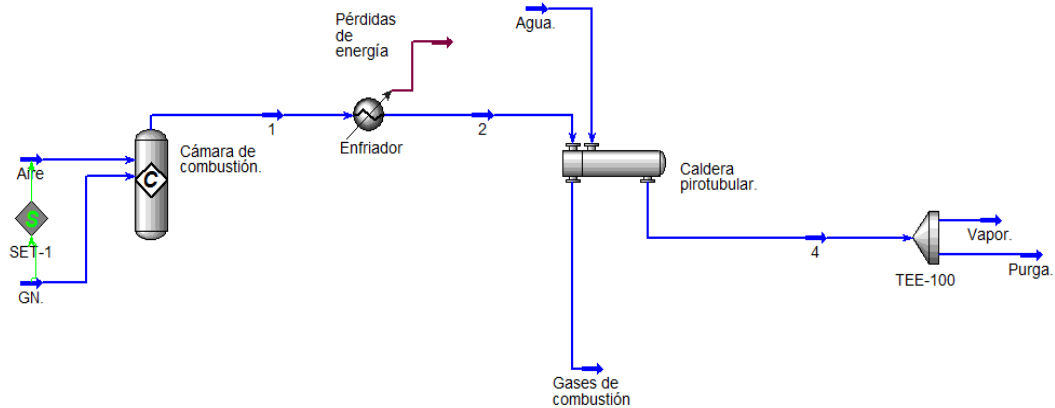 Pérdidas
de
energía
Agua.
1
2
Enfriador
Aire
C
Cámara de
combustión.
Caldera
pirotubular.
S
SET-1
GN.
4
Vapor.
TEE-100
Purga.
Gases de
combustión